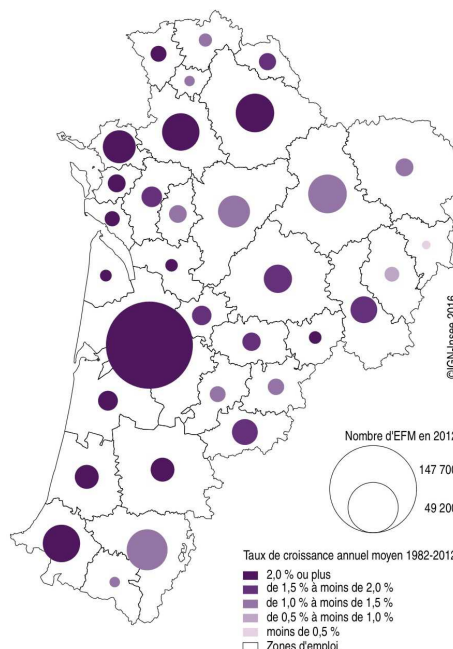 ©IGN-Insee 2016
Nombre d'EFM en 2012
147 700
49 200
Taux de croissance annuel moyen 1982-2012
2,0 % ou plus
de 1,5 % à moins de 2,0 %
de 1,0 % à moins de 1,5 %
de 0,5 % à moins de 1,0 %
moins de 0,5 %
Zones d'emploi